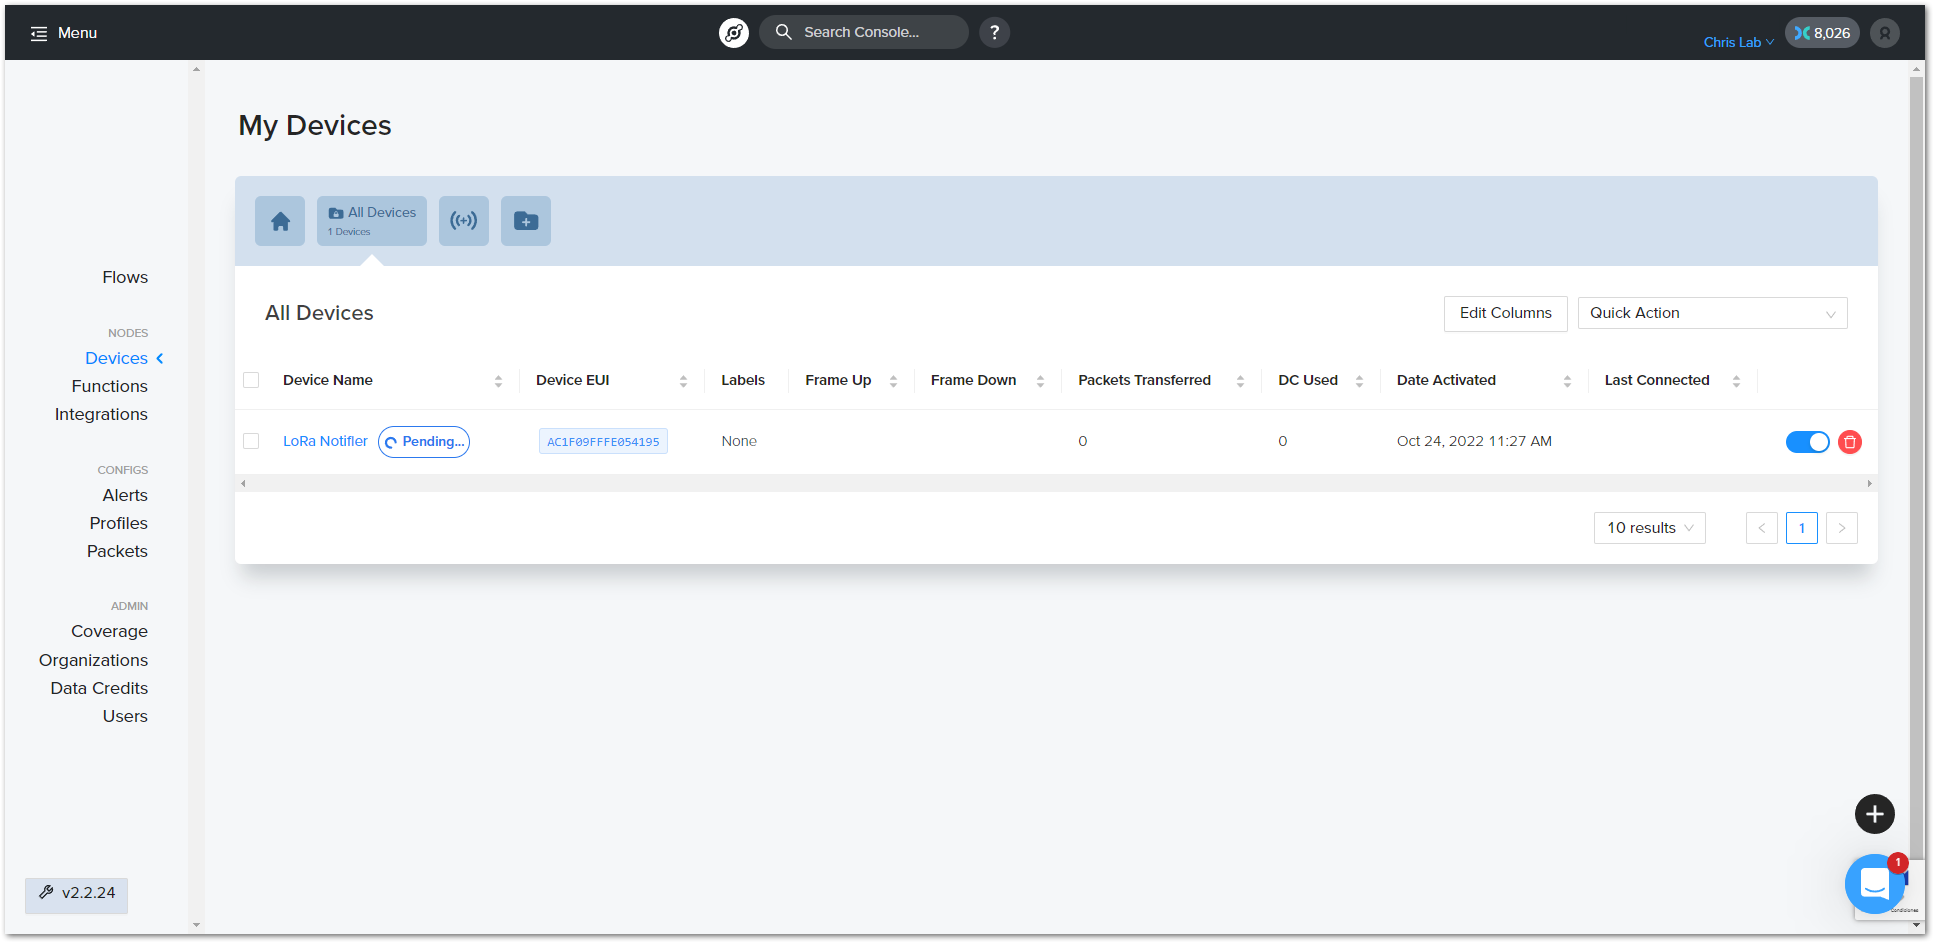 Menu
Search Console...
?
Chris Lab
8,026
My Devices
All Devices
1 Devices
Flows
NODES
Devices
Functions
Integrations
CONFIGS
Alerts
Profiles
Packets
ADMIN
Coverage
Organizations
Data Credits
Users
v2.2.24
All Devices
Edit Columns
Quick Action
Device Name Device EUI Labels Frame Up Frame Down Packets Transferred DC Used Date Activated Last Connected
LoRa Notifier Pending... AC1F09FFFE054195 None 0 0 Oct 24, 2022 11:27 AM
10 results
< 1 >
1